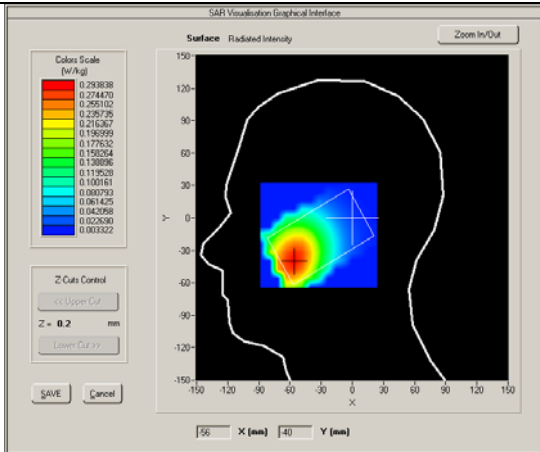 SAR Visualisation Graphical Interface
Surface Radiated Intensity
Zoom In/Out
Colors Scale
(W/kg)
0.293838
0.274470
0.255102
0.235735
0.216367
0.196999
0.177632
0.158264
0.138896
0.119528
0.100161
0.080793
0.061425
0.042058
0.022690
0.003322
150
120
90
60
30
0
-30
-60
-90
-120
-150
Y
-150 -120 -90 -60 -30 0 30 60 90 120 150
X
Z Cuts Control
<< Upper Cut
Z = 0.2 mm
Lower Cut >>
SAVE Cancel
-56 X (mm) -40 Y (mm)